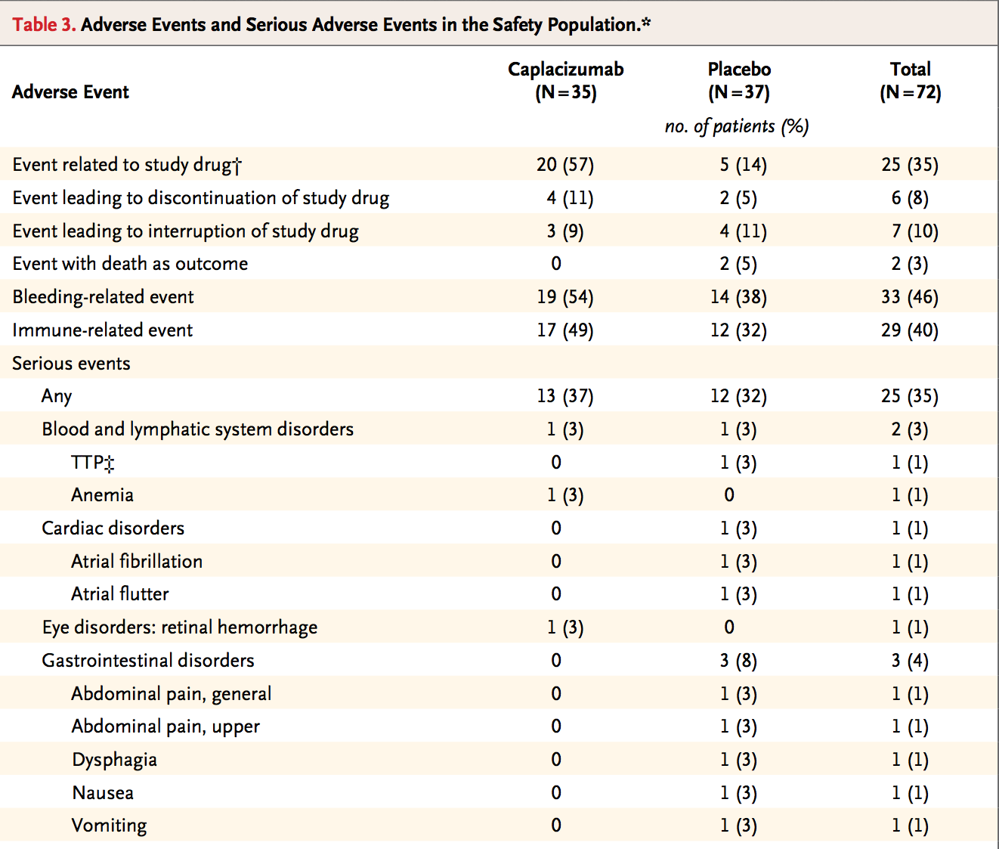 Table 3. Adverse Events and Serious Adverse Events in the Safety Population.*
Adverse Event Caplacizumab (N=35) Placebo (N=37) Total (N=72)
no. of patients (%)
Event related to study drug† 20 (57) 5 (14) 25 (35)
Event leading to discontinuation of study drug 4 (11) 2 (5) 6 (8)
Event leading to interruption of study drug 3 (9) 4 (11) 7 (10)
Event with death as outcome 0 2 (5) 2 (3)
Bleeding-related event 19 (54) 14 (38) 33 (46)
Immune-related event 17 (49) 12 (32) 29 (40)
Serious events
Any 13 (37) 12 (32) 25 (35)
Blood and lymphatic system disorders 1 (3) 1 (3) 2 (3)
TTP‡ 0 1 (3) 1 (1)
Anemia 1 (3) 0 1 (1)
Cardiac disorders 0 1 (3) 1 (1)
Atrial fibrillation 0 1 (3) 1 (1)
Atrial flutter 0 1 (3) 1 (1)
Eye disorders: retinal hemorrhage 1 (3) 0 1 (1)
Gastrointestinal disorders 0 3 (8) 3 (4)
Abdominal pain, general 0 1 (3) 1 (1)
Abdominal pain, upper 0 1 (3) 1 (1)
Dysphagia 0 1 (3) 1 (1)
Nausea 0 1 (3) 1 (1)
Vomiting 0 1 (3) 1 (1)